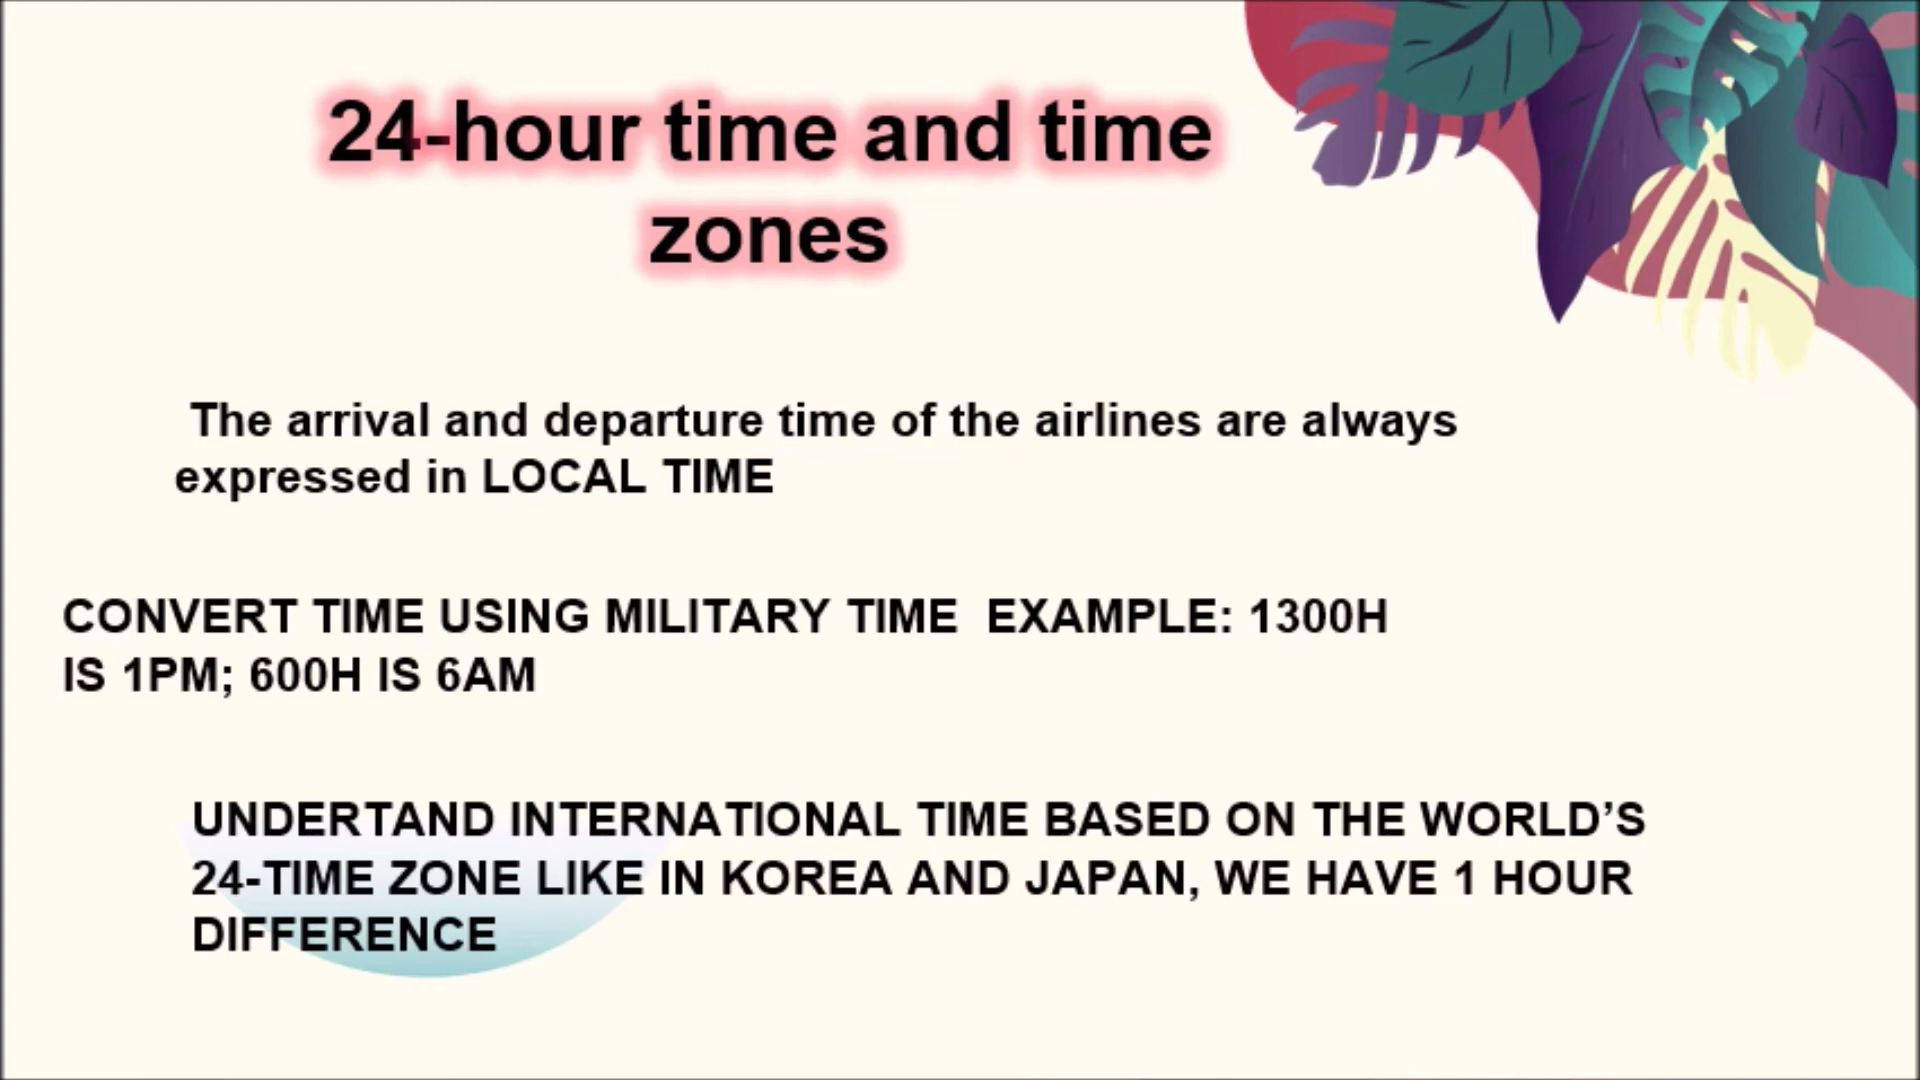 24-hour time and time
zones
The arrival and departure time of the airlines are always
expressed in LOCAL TIME
CONVERT TIME USING MILITARY TIME  EXAMPLE: 1300H
IS 1PM; 600H IS 6AM
UNDERTAND INTERNATIONAL TIME BASED ON THE WORLD’S
24-TIME ZONE LIKE IN KOREA AND JAPAN, WE HAVE 1 HOUR
DIFFERENCE